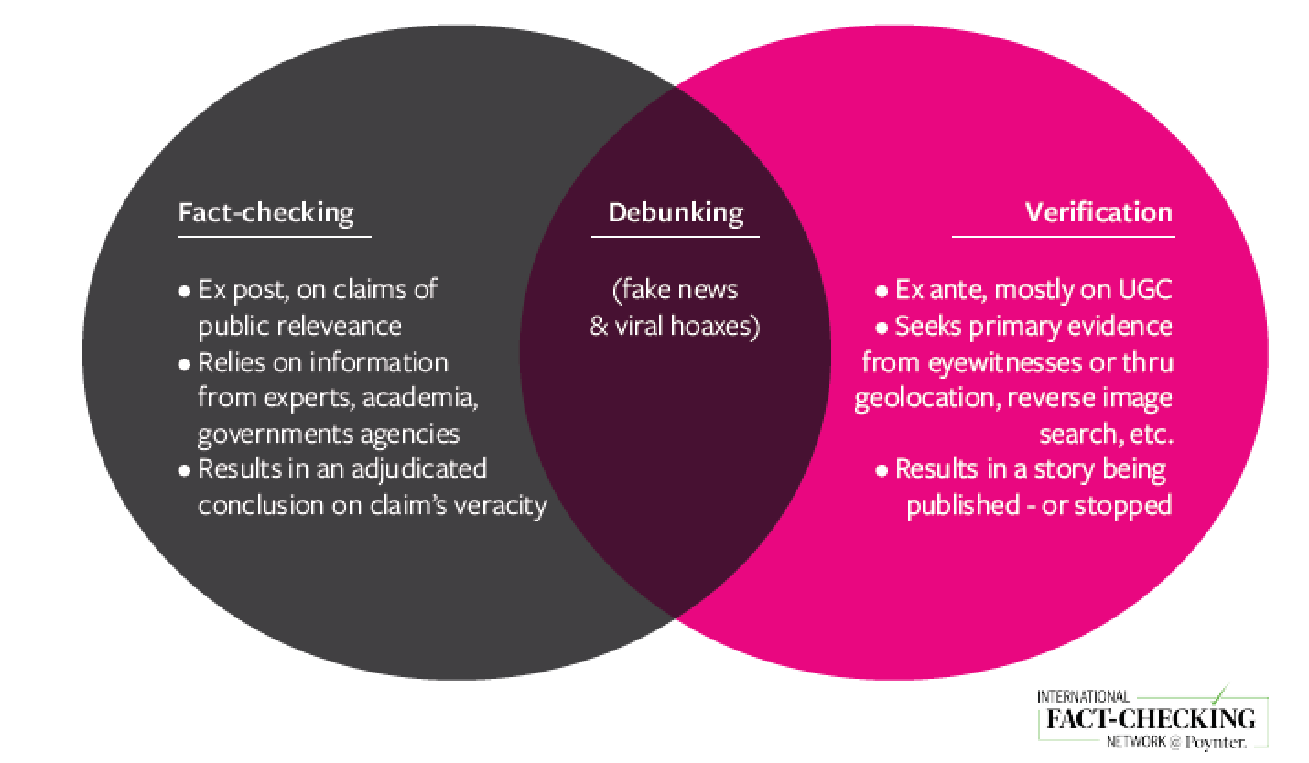 Fact-checking
● Ex post, on claims of
public releveance
● Relies on information
from experts, academia,
governments agencies
● Results in an adjudicated
conclusion on claim's veracity
Debunking
(fake news
& viral hoaxes)
Verification
● Ex ante, mostly on UGC
● Seeks primary evidence
from eyewitnesses or thru
geolocation, reverse image
search, etc.
● Results in a story being
published - or stopped
INTERNATIONAL
FACT-CHECKING
NETWORK @ Poynter.